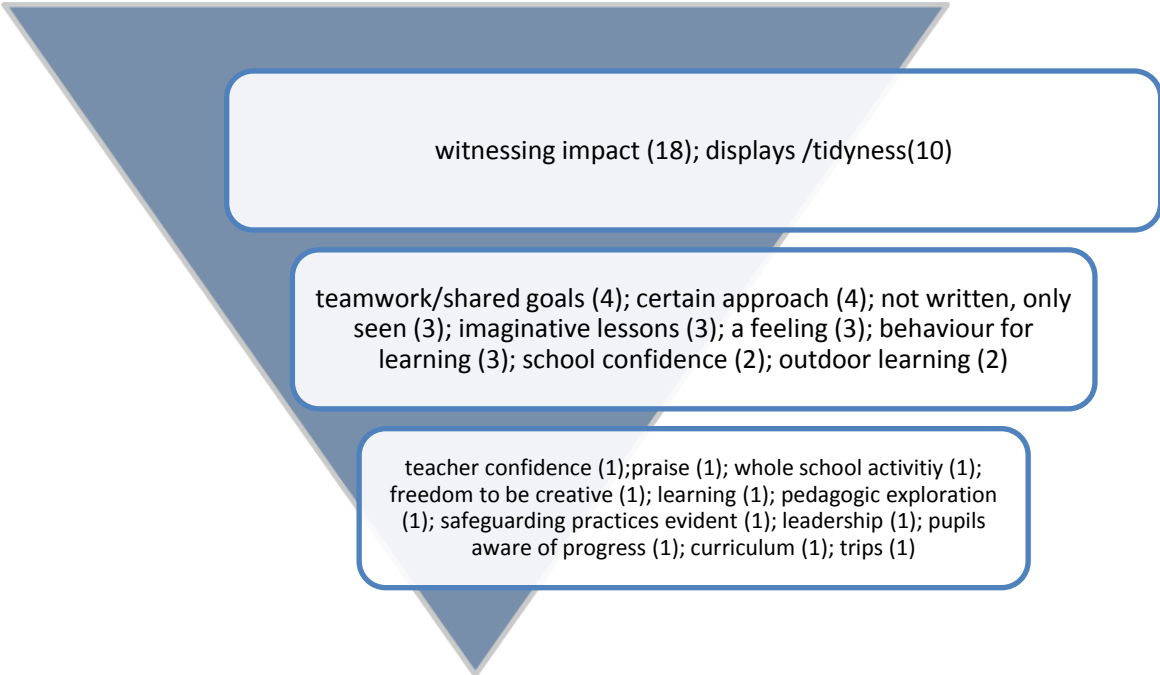 witnessing impact (18); displays /tidyness(10)
teamwork/shared goals (4); certain approach (4); not written, only
seen (3); imaginative lessons (3); a feeling (3); behaviour for
learning (3); school confidence (2); outdoor learning (2)
teacher confidence (1);praise (1); whole school activitiy (1);
freedom to be creative (1); learning (1); pedagogic exploration
(1); safeguarding practices evident (1); leadership (1); pupils
aware of progress (1); curriculum (1); trips (1)